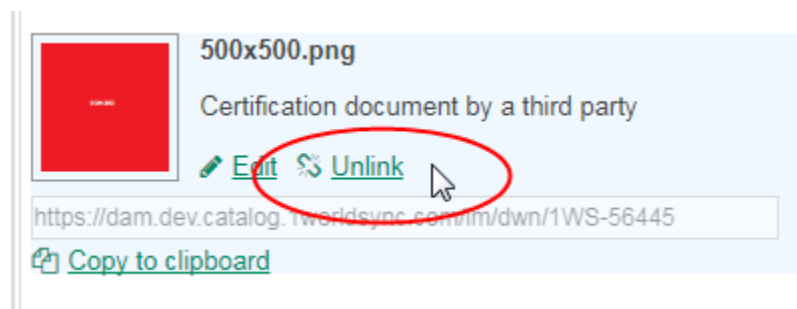 500x500.png
Certification document by a third party
Edit Unlink
https://dam.dev.catalog.1worldsync.com/lm/dwn/1WS-56445
Copy to clipboard